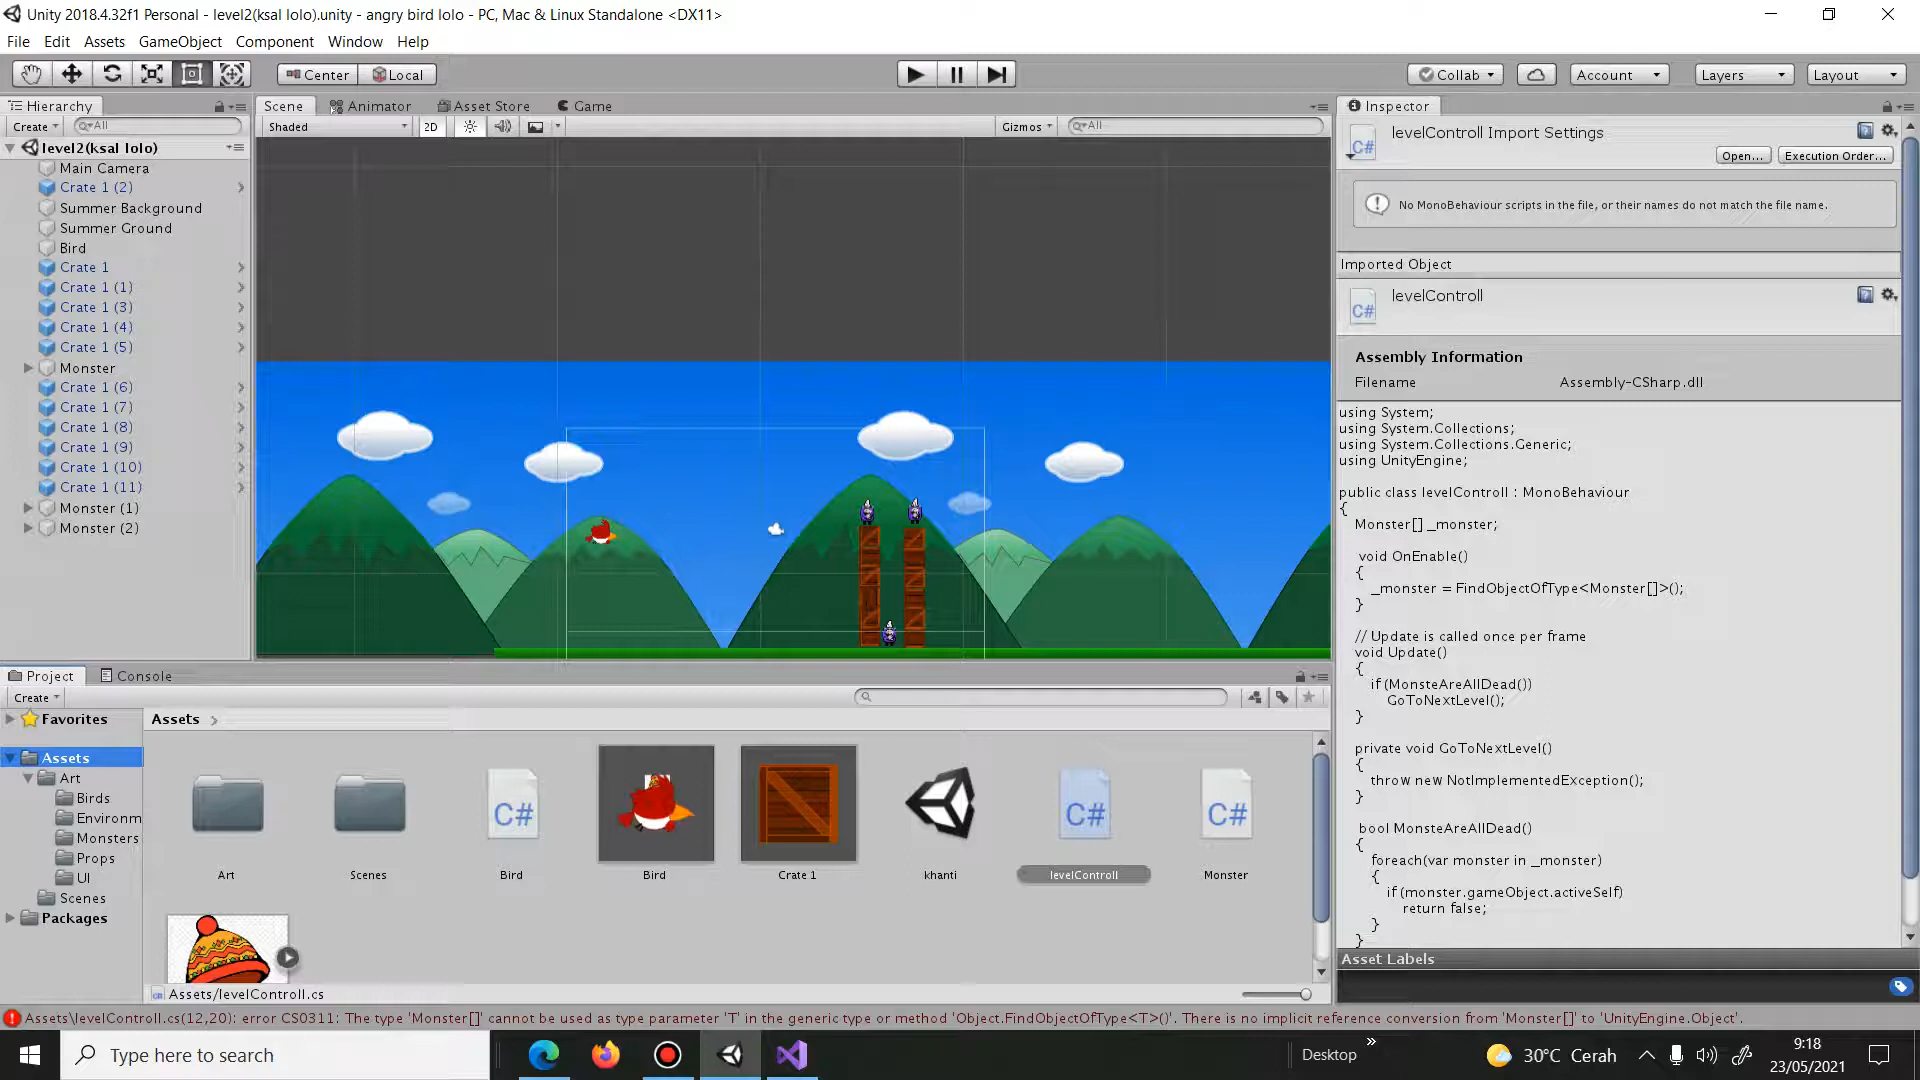 Unity 2018.4.32f1 Personal - level2(ksal lolo).unity - angry bird lolo - PC, Mac & Linux Standalone <DX11>
File Edit Assets GameObject Component Window Help
Center Local Collab Account Layers Layout
Hierarchy
Create All
level2(ksal lolo)
Main Camera
Crate 1 (2)
Summer Background
Summer Ground
Bird
Crate 1
Crate 1 (1)
Crate 1 (3)
Crate 1 (4)
Crate 1 (5)
Monster
Crate 1 (6)
Crate 1 (7)
Crate 1 (8)
Crate 1 (9)
Crate 1 (10)
Crate 1 (11)
Monster (1)
Monster (2)
Scene Animator Asset Store Game
Shaded 2D Gizmos All
Inspector
levelControll Import Settings
Open... Execution Order...
No MonoBehaviour scripts in the file, or their names do not match the file name.
Imported Object
levelControll
Assembly Information
Filename Assembly-CSharp.dll
using System;
using System.Collections;
using System.Collections.Generic;
using UnityEngine;
public class levelControll : MonoBehaviour
{
Monster[] _monster;
void OnEnable()
{
_monster = FindObjectOfType<Monster[]>();
}
// Update is called once per frame
void Update()
{
if(MonsteAreAllDead())
GoToNextLevel();
}
private void GoToNextLevel()
{
throw new NotImplementedException();
}
bool MonsteAreAllDead()
{
foreach(var monster in _monster)
{
if(monster.gameObject.activeSelf)
return false;
}
}
Asset Labels
Project Console
Create
Favorites
Assets
Art
Birds
Environm
Monsters
Props
UI
Scenes
Packages
Assets
C# C# C#
Art Scenes Bird Bird Crate 1 khanti levelControll Monster
Assets/levelControll.cs
Assets\levelControll.cs(12,20): error CS0311: The type 'Monster[]' cannot be used as type parameter 'T' in the generic type or method 'Object.FindObjectOfType<T>()'. There is no implicit reference conversion from 'Monster[]' to 'UnityEngine.Object'.
Type here to search
Desktop
30°C Cerah
9:18
23/05/2021